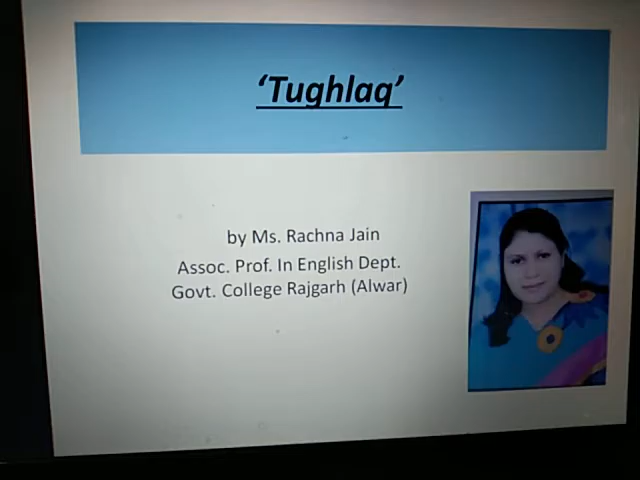 ‘Tughlaq’
by Ms. Rachna Jain
Assoc. Prof. In English Dept.
Govt. College Rajgarh (Alwar)